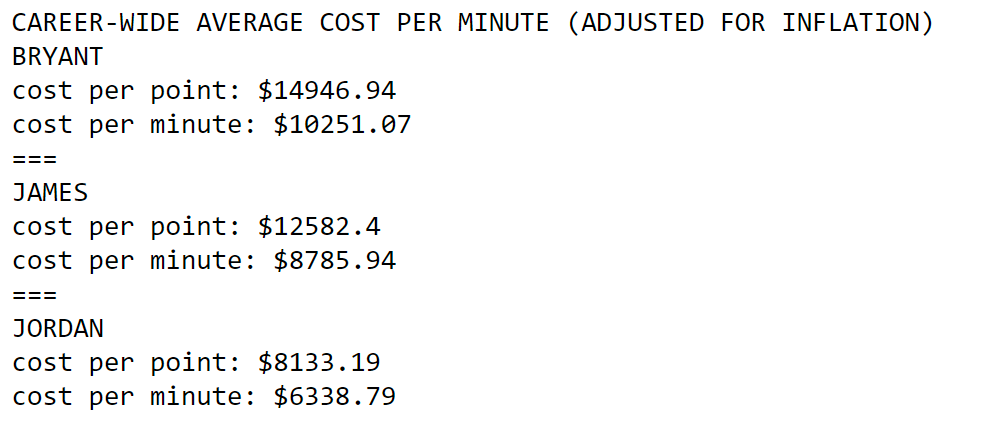 CAREER-WIDE AVERAGE COST PER MINUTE (ADJUSTED FOR INFLATION)
BRYANT
cost per point: $14946.94
cost per minute: $10251.07
===
JAMES
cost per point: $12582.4
cost per minute: $8785.94
===
JORDAN
cost per point: $8133.19
cost per minute: $6338.79